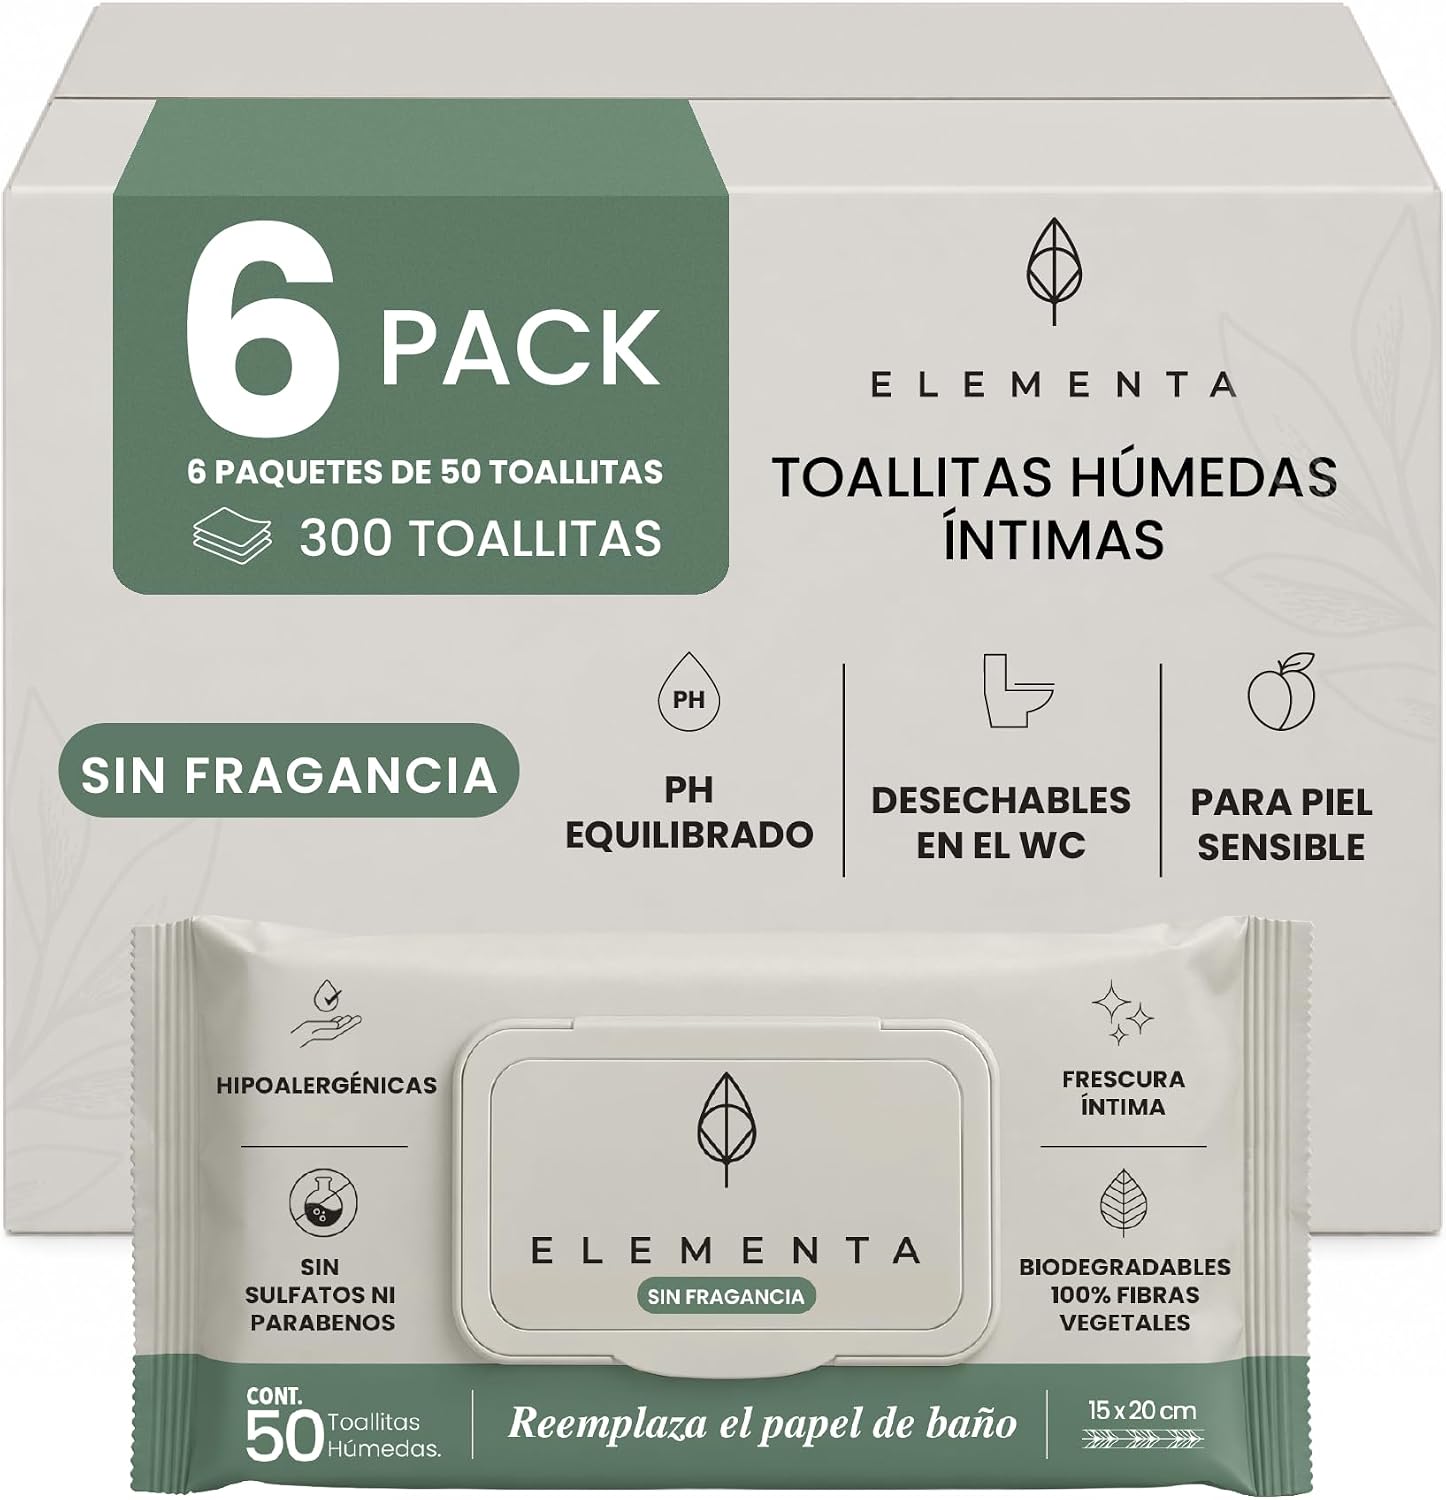 6 PACK
6 PAQUETES DE 50 TOALLITAS
300 TOALLITAS
ELEMENTA
TOALLITAS HÚMEDAS
ÍNTIMAS
SIN FRAGANCIA
PH
PH
EQUILIBRADO
DESECHABLES
EN EL WC
PARA PIEL
SENSIBLE
HIPOALERGÉNICAS
SIN
SULFATOS NI
PARABENOS
ELEMENTA
SIN FRAGANCIA
FRESCURA
ÍNTIMA
BIODEGRADABLES
100% FIBRAS
VEGETALES
CONT.
50 Toallitas
Húmedas.
Reemplaza el papel de baño
15 x 20 cm